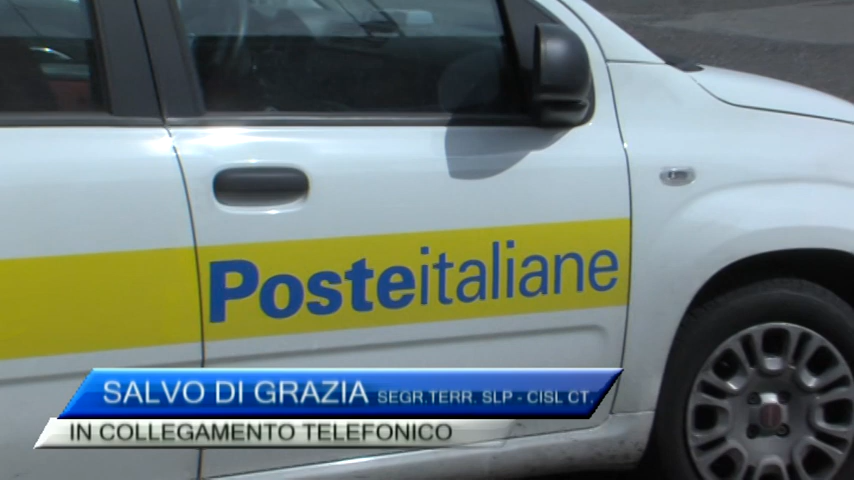 Posteitaliane
SALVO DI GRAZIA SEGR.TERR. SLP - CISL CT.
IN COLLEGAMENTO TELEFONICO